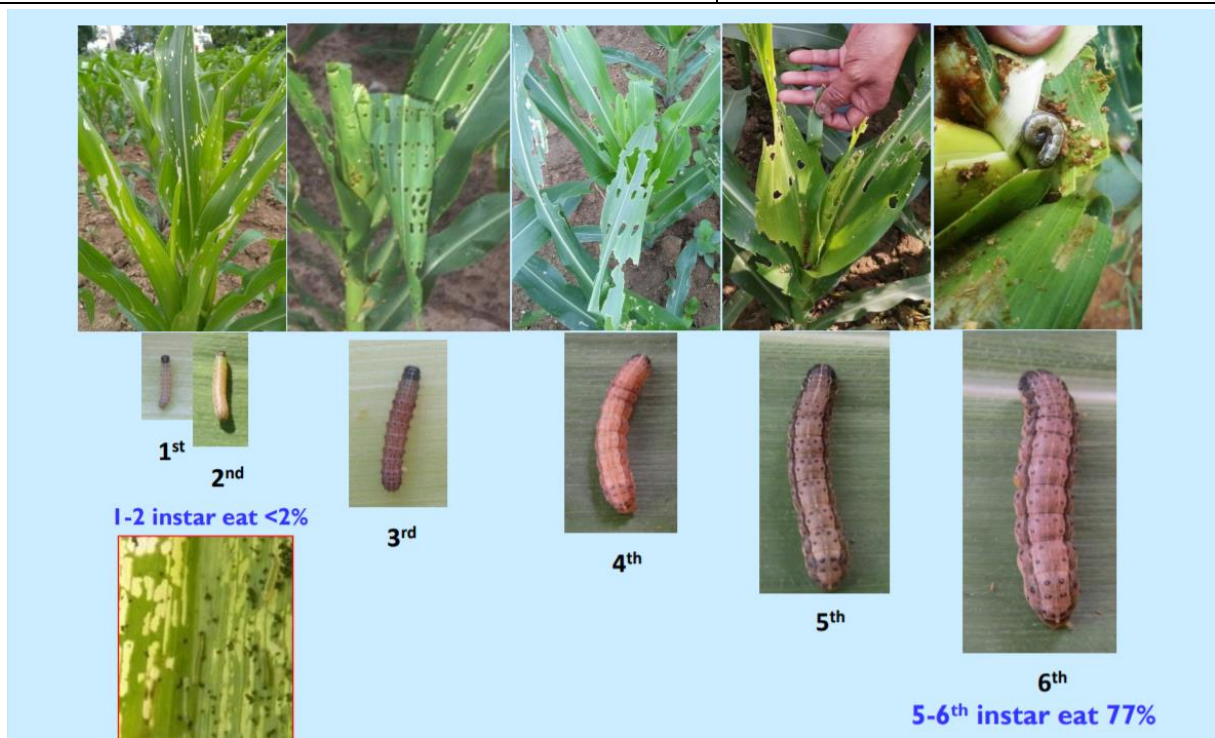 1st
2nd
1-2 instar eat <2%
3rd
4th
5th
6th
5-6th instar eat 77%